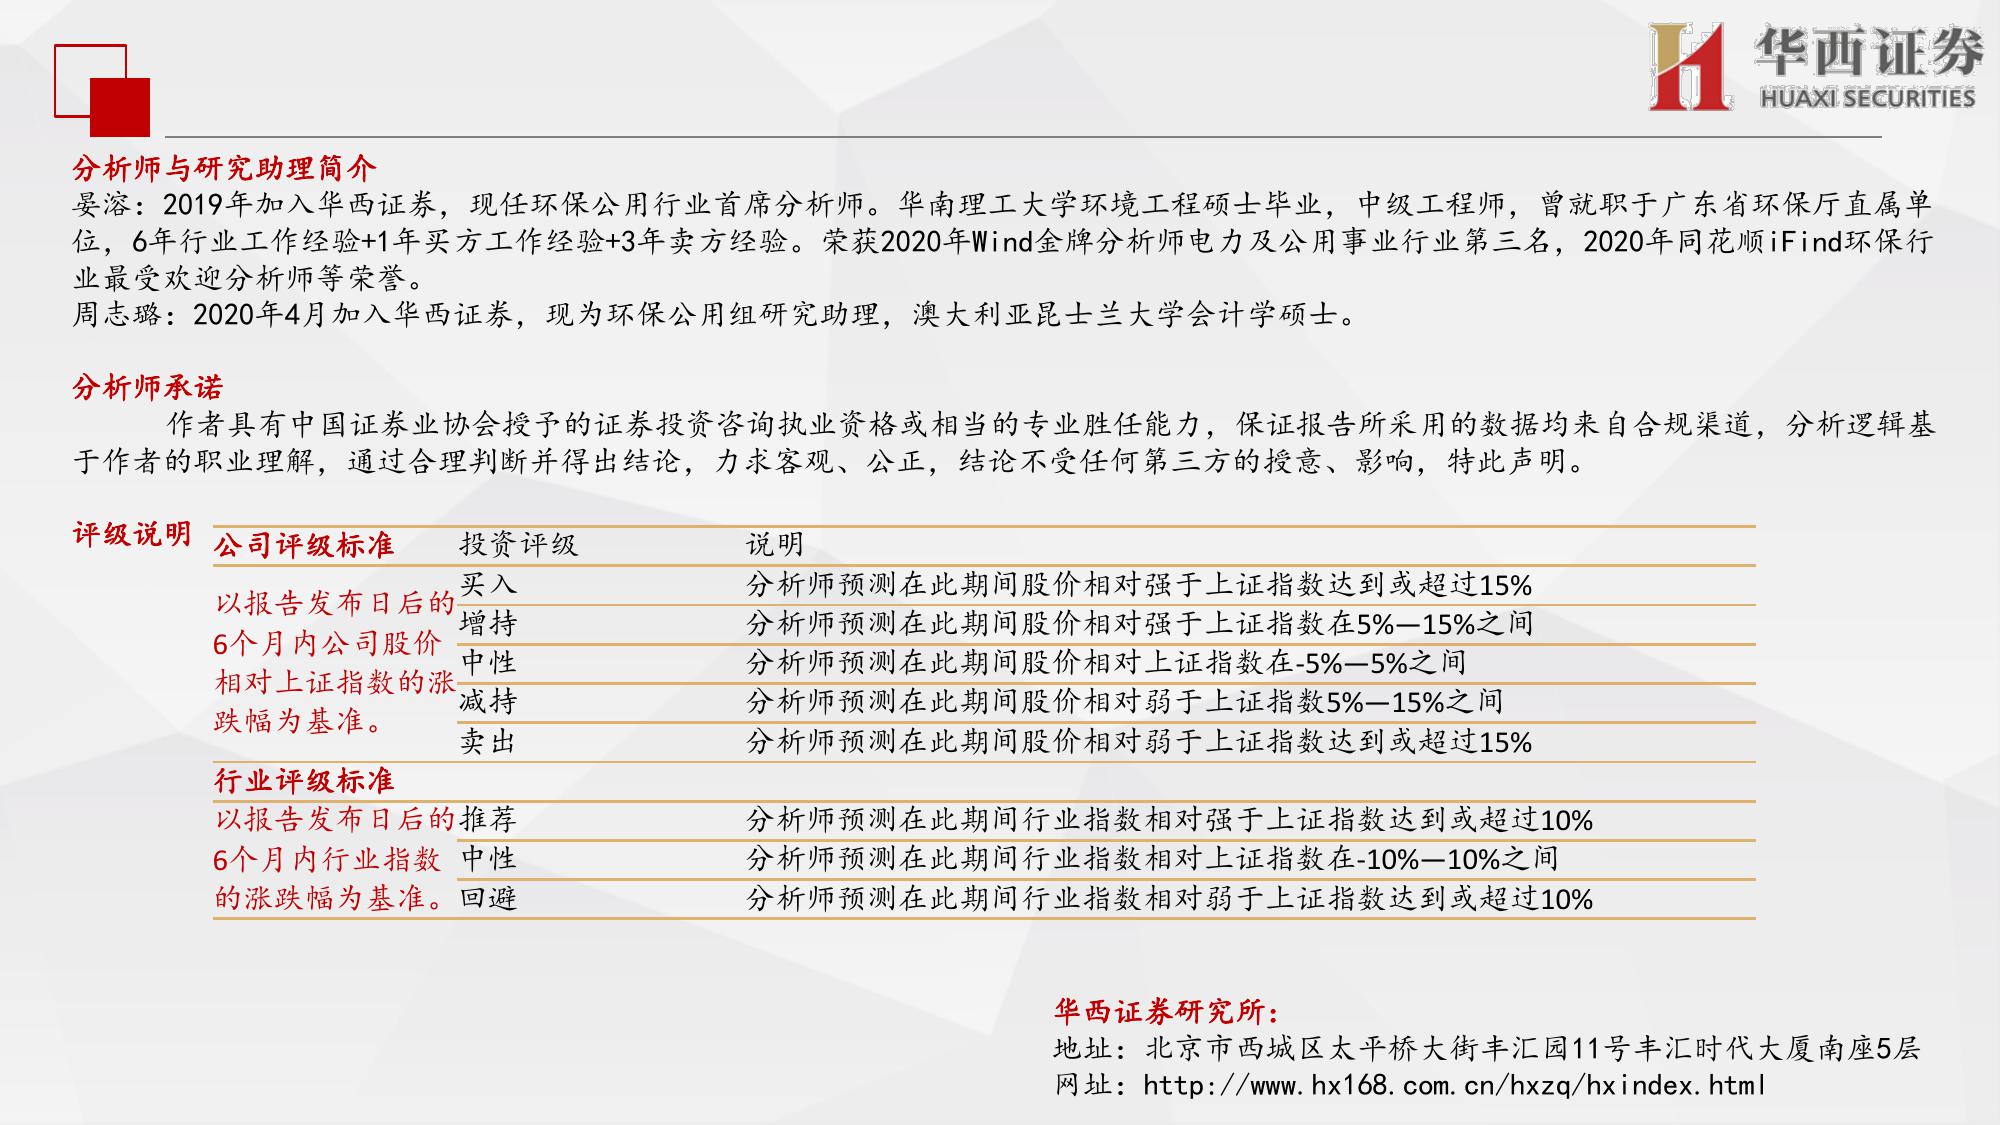 华西证券
HUAXI SECURITIES
分析师与研究助理简介
晏溶：2019年加入华西证券，现任环保公用行业首席分析师。华南理工大学环境工程硕士毕业，中级工程师，曾就职于广东省环保厅直属单
位，6年行业工作经验+1年买方工作经验+3年卖方经验。荣获2020年Wind金牌分析师电力及公用事业行业第三名，2020年同花顺iFind环保行
业最受欢迎分析师等荣誉。
周志璐：2020年4月加入华西证券，现为环保公用组研究助理，澳大利亚昆士兰大学会计学硕士。
分析师承诺
作者具有中国证券业协会授予的证券投资咨询执业资格或相当的专业胜任能力，保证报告所采用的数据均来自合规渠道，分析逻辑基
于作者的职业理解，通过合理判断并得出结论，力求客观、公正，结论不受任何第三方的授意、影响，特此声明。
评级说明
公司评级标准 投资评级 说明
以报告发布日后的
6个月内公司股价
相对上证指数的涨
跌幅为基准。
买入 分析师预测在此期间股价相对强于上证指数达到或超过15%
增持 分析师预测在此期间股价相对强于上证指数在5%—15%之间
中性 分析师预测在此期间股价相对上证指数在-5%—5%之间
减持 分析师预测在此期间股价相对弱于上证指数5%—15%之间
卖出 分析师预测在此期间股价相对弱于上证指数达到或超过15%
行业评级标准
以报告发布日后的
6个月内行业指数
的涨跌幅为基准。
推荐 分析师预测在此期间行业指数相对强于上证指数达到或超过10%
中性 分析师预测在此期间行业指数相对上证指数在-10%—10%之间
回避 分析师预测在此期间行业指数相对弱于上证指数达到或超过10%
华西证券研究所：
地址：北京市西城区太平桥大街丰汇园11号丰汇时代大厦南座5层
网址：http://www.hx168.com.cn/hxzq/hxindex.html